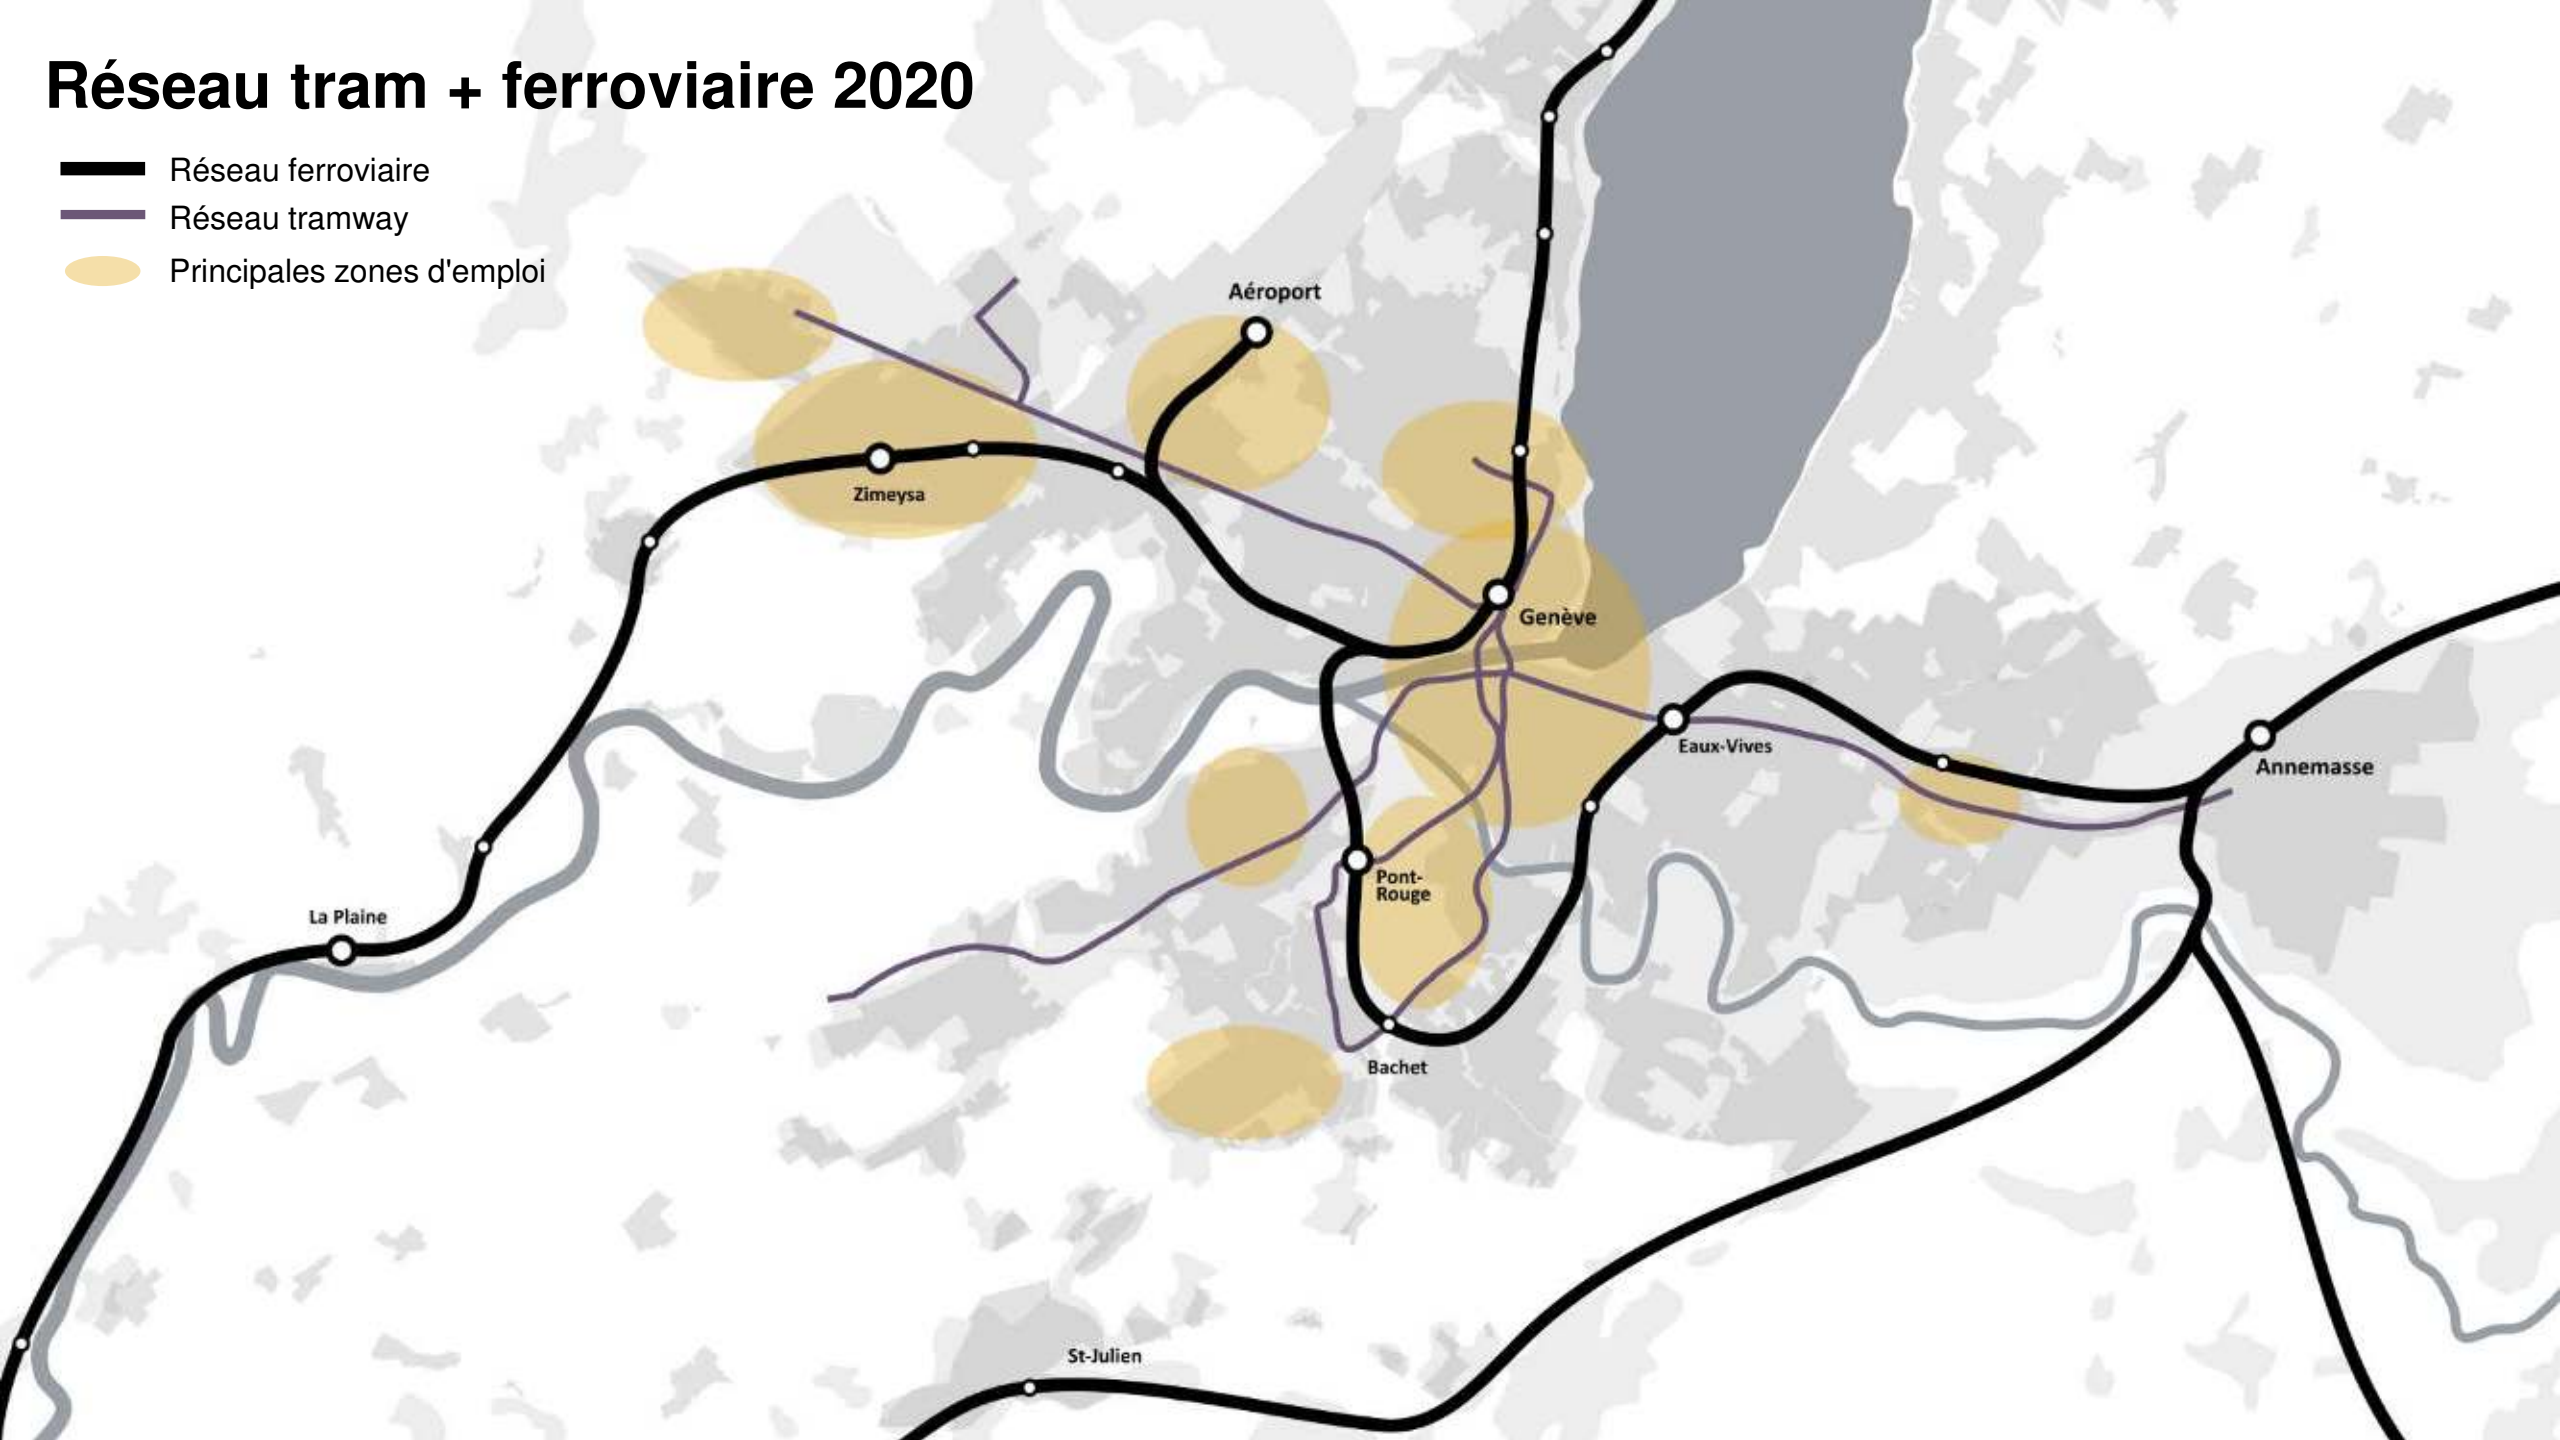 Réseau tram + ferroviaire 2020
Réseau ferroviaire
Réseau tramway
Principales zones d'emploi
Aéroport
Zimeysa
Genève
Eaux-Vives
Annemasse
Pont-
Rouge
La Plaine
Bachet
St-Julien